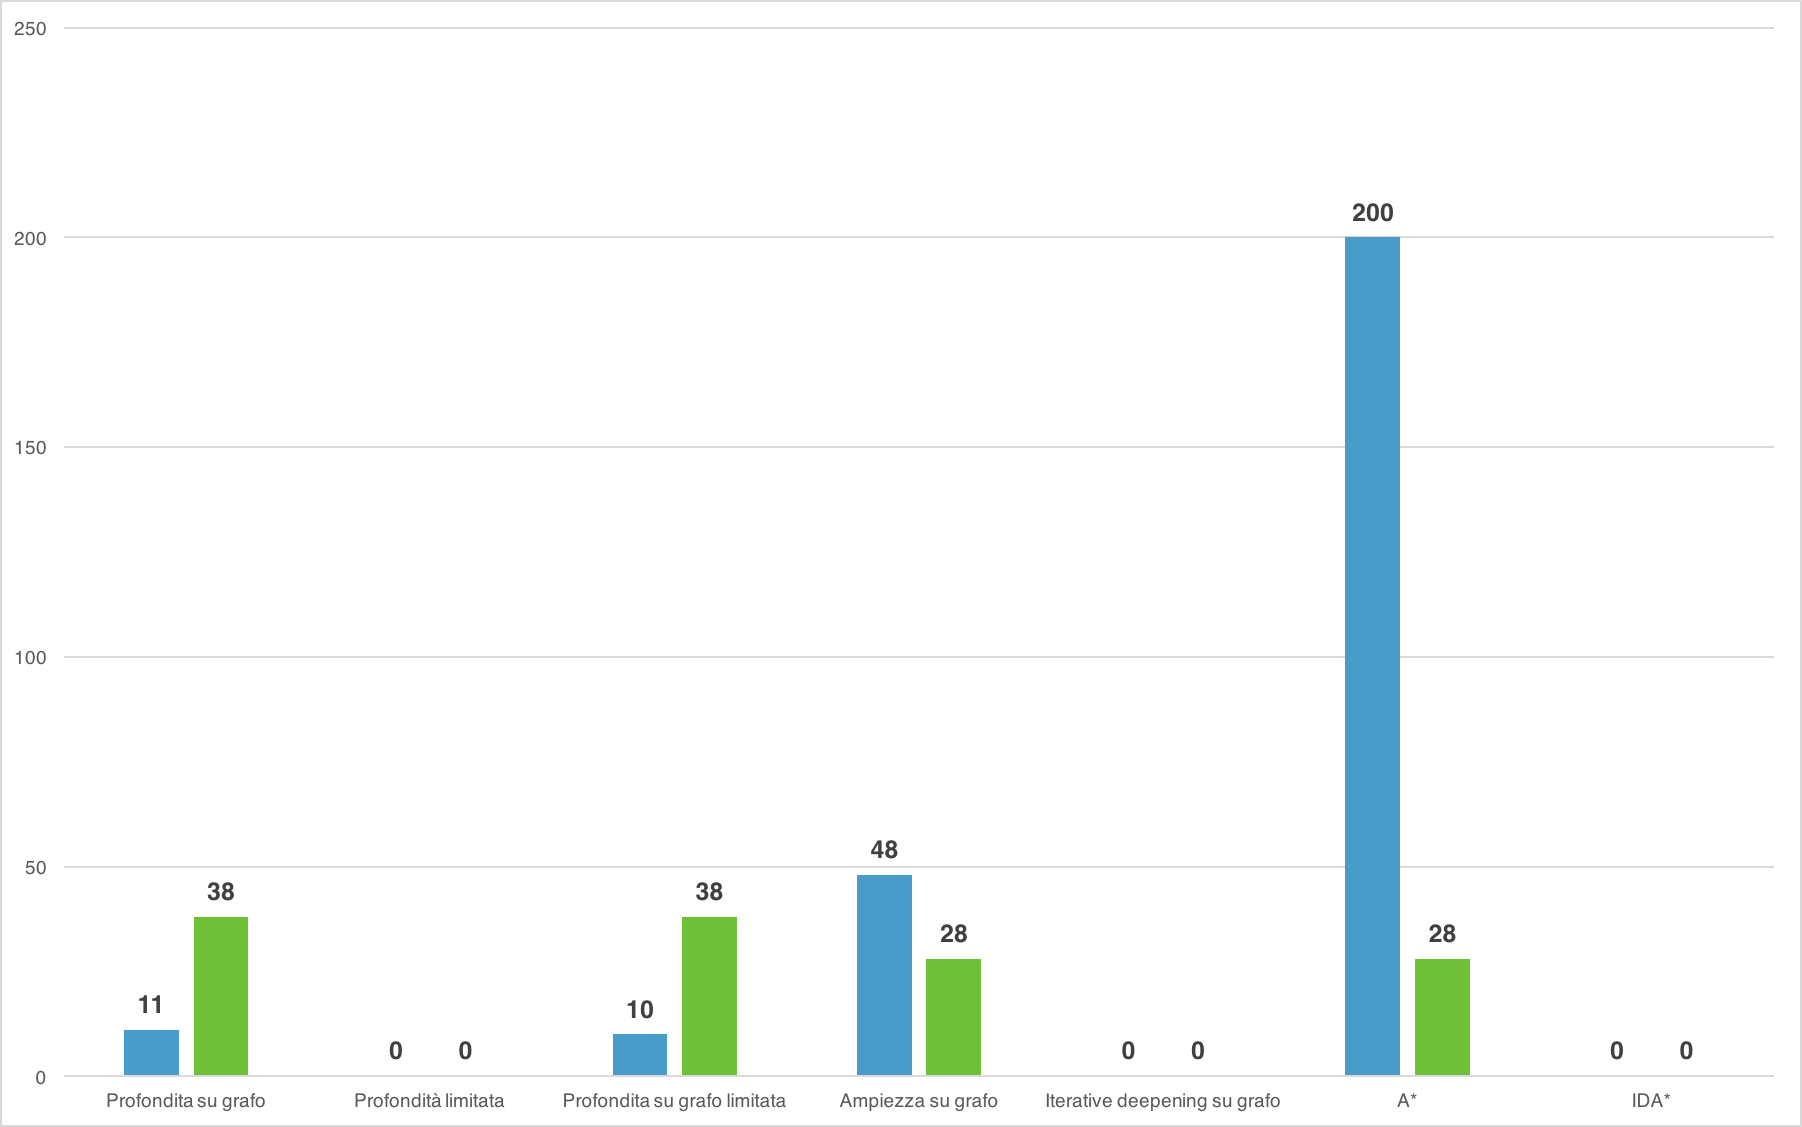 250
200
200
150
100
50
48
38
38
28
28
11
10
0
0
0
0
0
0
0
Profondita su grafo
Profondità limitata
Profondita su grafo limitata
Ampiezza su grafo
Iterative deepening su grafo
A*
IDA*